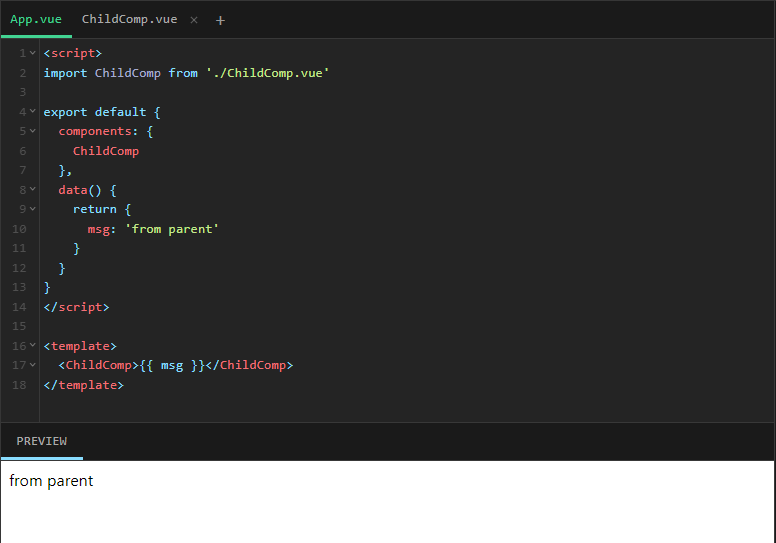 App.vue ChildComp.vue × +
1 <script>
2 import ChildComp from './ChildComp.vue'
3
4 export default {
5   components: {
6     ChildComp
7   },
8   data() {
9     return {
10       msg: 'from parent'
11     }
12   }
13 }
14 </script>
15
16 <template>
17   <ChildComp>{{ msg }}</ChildComp>
18 </template>
PREVIEW
from parent